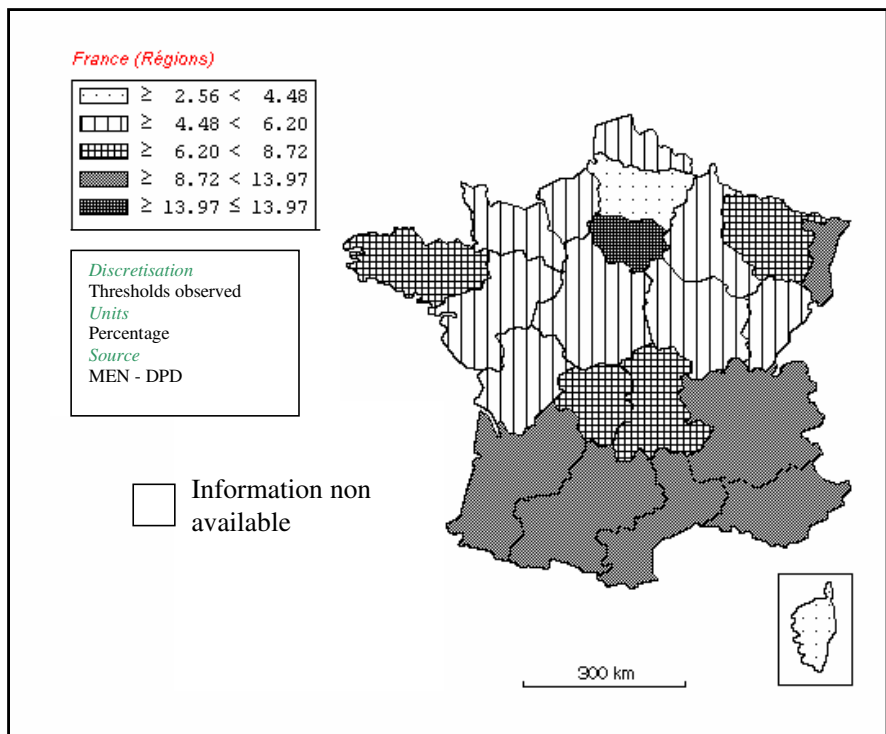 France (Régions)
≥ 2.56 < 4.48
≥ 4.48 < 6.20
≥ 6.20 < 8.72
≥ 8.72 < 13.97
≥ 13.97 ≤ 13.97
Discretisation
Thresholds observed
Units
Percentage
Source
MEN - DPD
Information non
available
300 km